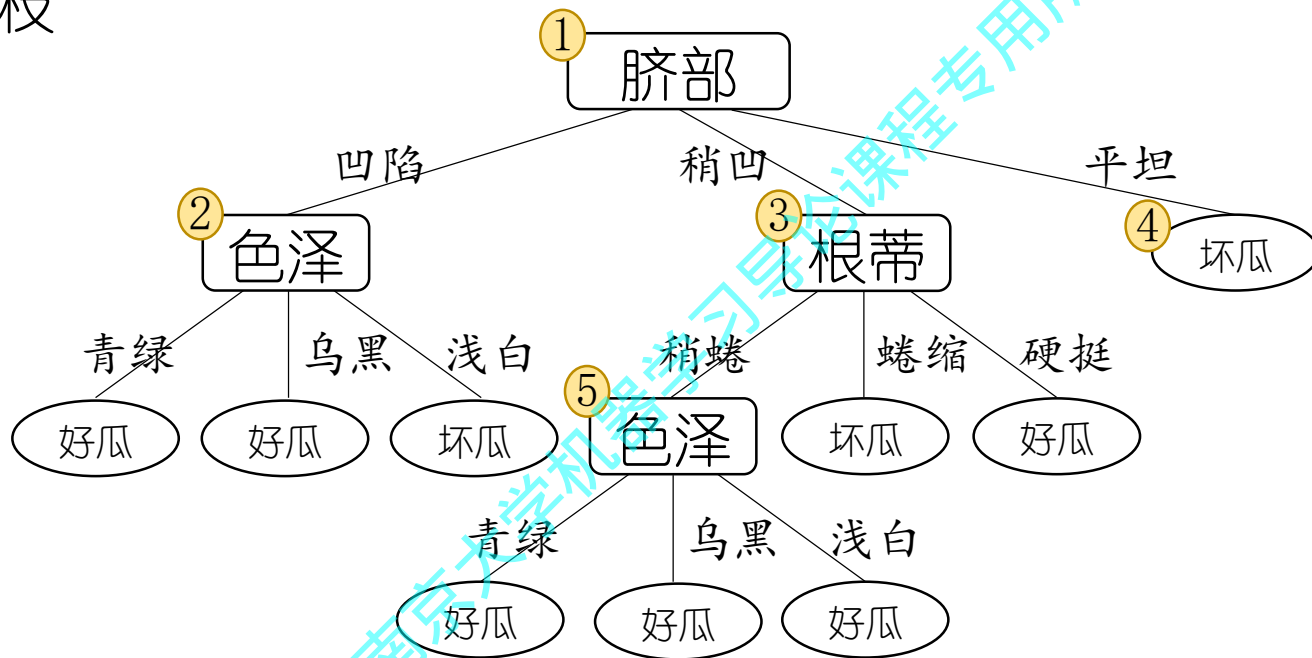 ①
脐部
凹陷 稍凹 平坦
② ③ ④
色泽 根蒂 坏瓜
青绿 乌黑 浅白 稍蜷 蜷缩 硬挺
⑤
好瓜 好瓜 坏瓜 色泽 坏瓜 好瓜
青绿 乌黑 浅白
好瓜 好瓜 好瓜
南京大学机器学习导论课程专用